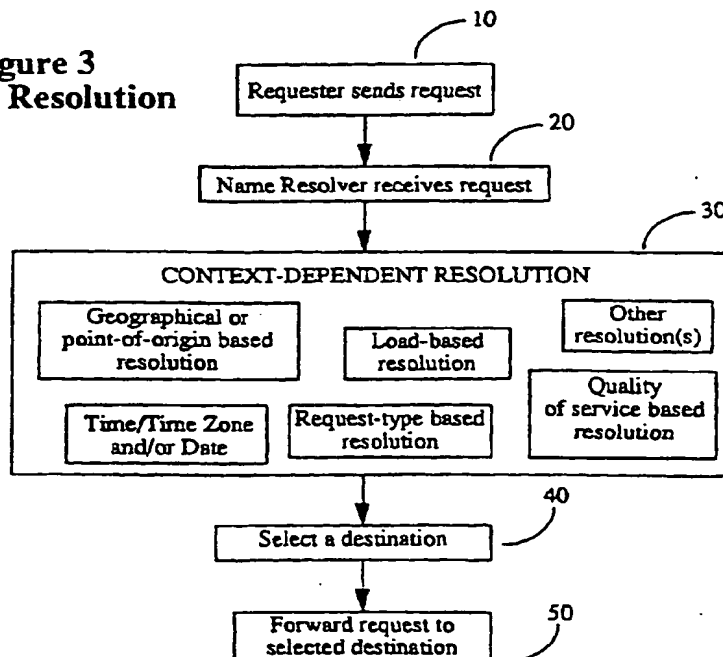 gure 3
Resolution
10
Requester sends request
20
Name Resolver receives request
30
CONTEXT-DEPENDENT RESOLUTION
Geographical or
point-of-origin based
resolution
Load-based
resolution
Other
resolution(s)
Time/Time Zone
and/or Date
Request-type based
resolution
Quality
of service based
resolution
40
Select a destination
50
Forward request to
selected destination